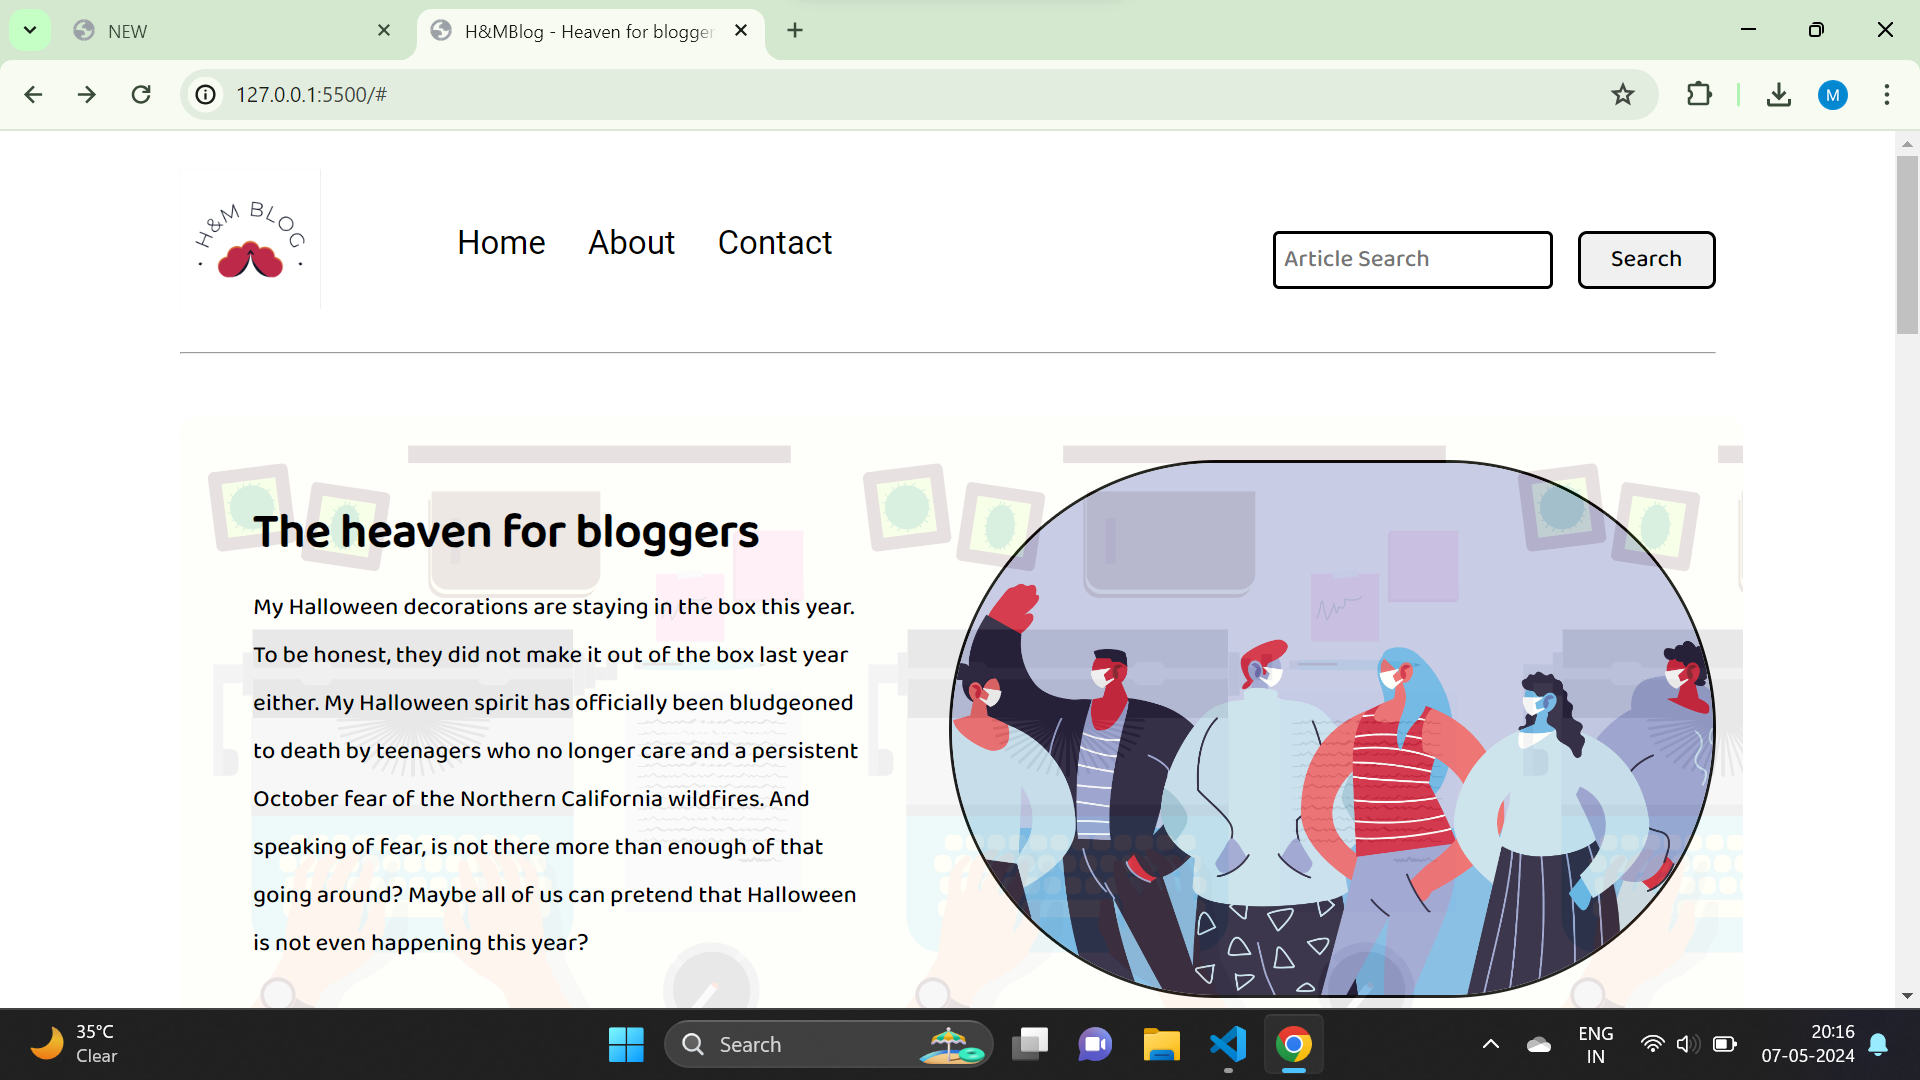 NEW
H&MBlog - Heaven for blogger
127.0.0.1:5500/#
M
H&M BLOG
Home
About
Contact
Article Search
Search
The heaven for bloggers
My Halloween decorations are staying in the box this year.
To be honest, they did not make it out of the box last year
either. My Halloween spirit has officially been bludgeoned
to death by teenagers who no longer care and a persistent
October fear of the Northern California wildfires. And
speaking of fear, is not there more than enough of that
going around? Maybe all of us can pretend that Halloween
is not even happening this year?
35°C
Clear
Search
ENG
IN
20:16
07-05-2024